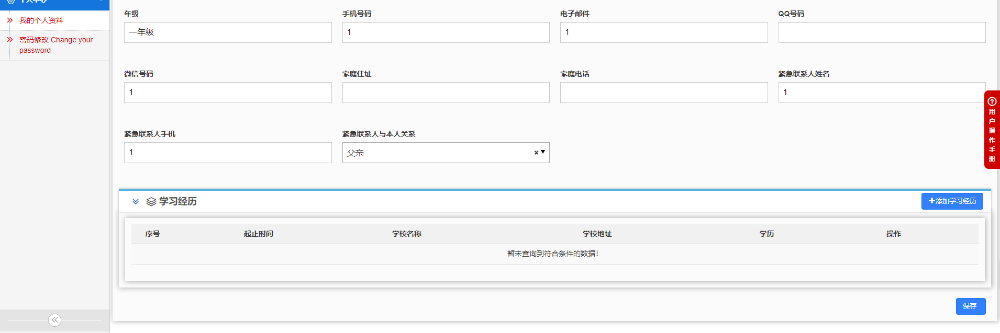 个人中心
我的个人资料
密码修改 Change your
password
年级
手机号码
电子邮件
QQ号码
一年级
1
1
微信号码
家庭住址
家庭电话
紧急联系人姓名
1
1
紧急联系人手机
紧急联系人与本人关系
1
父亲
×
用户操作手册
学习经历
添加学习经历
序号
起止时间
学校名称
学校地址
学历
操作
暂未查询到符合条件的数据!
保存